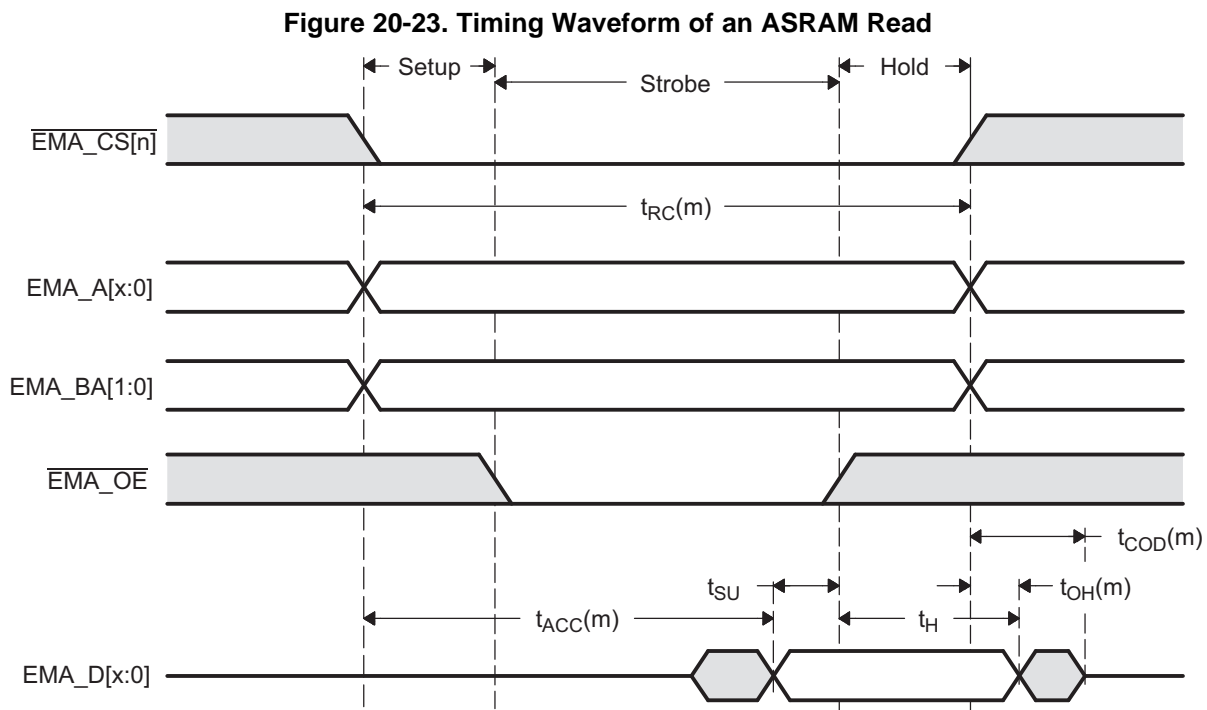 Figure 20-23. Timing Waveform of an ASRAM Read
Setup
Strobe
Hold
EMA_CS[n]
tRC(m)
EMA_A[x:0]
EMA_BA[1:0]
EMA_OE
tCOD(m)
tSU
tOH(m)
tACC(m)
tH
EMA_D[x:0]